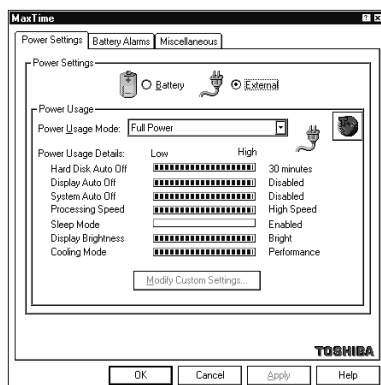 MaxTime
Power Settings Battery Alarms Miscellaneous
Power Settings
Battery External
Power Usage
Power Usage Mode: Full Power
Power Usage Details: Low High
Hard Disk Auto Off 30 minutes
Display Auto Off Disabled
System Auto Off Disabled
Processing Speed High Speed
Sleep Mode Enabled
Display Brightness Bright
Cooling Mode Performance
Modify Custom Settings...
TOSHIBA
OK Cancel Apply Help